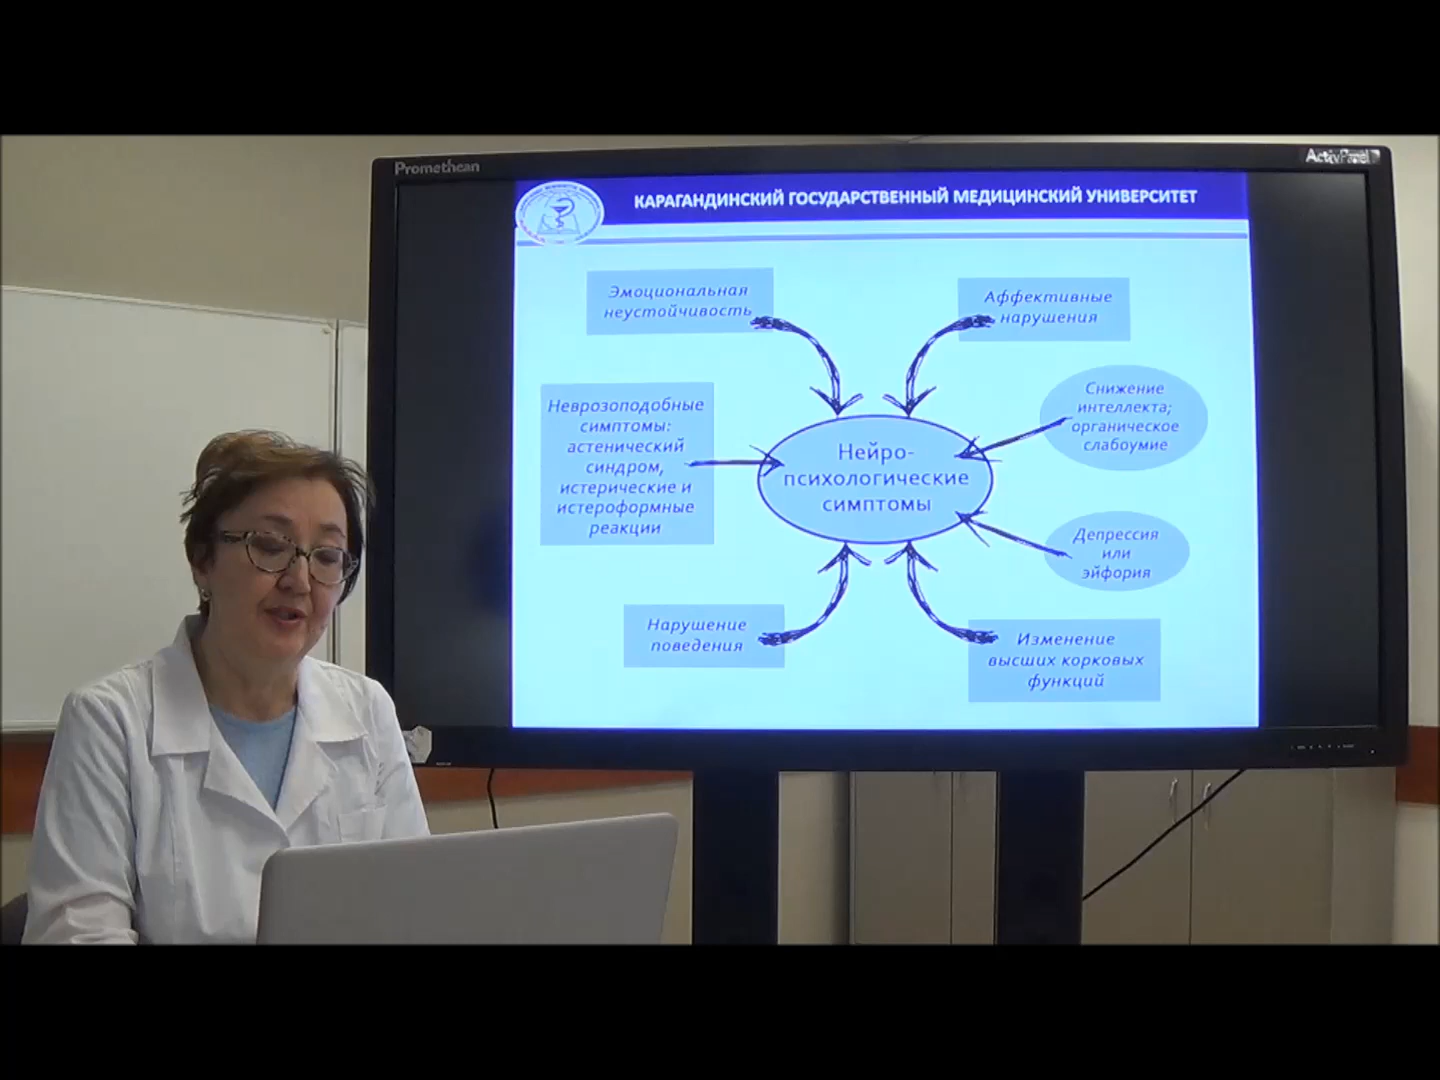 Promethean
ActivPanel
КАРАГАНДИНСКИЙ ГОСУДАРСТВЕННЫЙ МЕДИЦИНСКИЙ УНИВЕРСИТЕТ
Эмоциональная
неустойчивость
Аффективные
нарушения
Неврозоподобные
симптомы:
астенический
синдром,
истерические и
истероформные
реакции
Снижение
интеллекта;
органическое
слабоумие
Нейро-
психологические
симптомы
Депрессия
или
эйфория
Нарушение
поведения
Изменение
высших корковых
функций